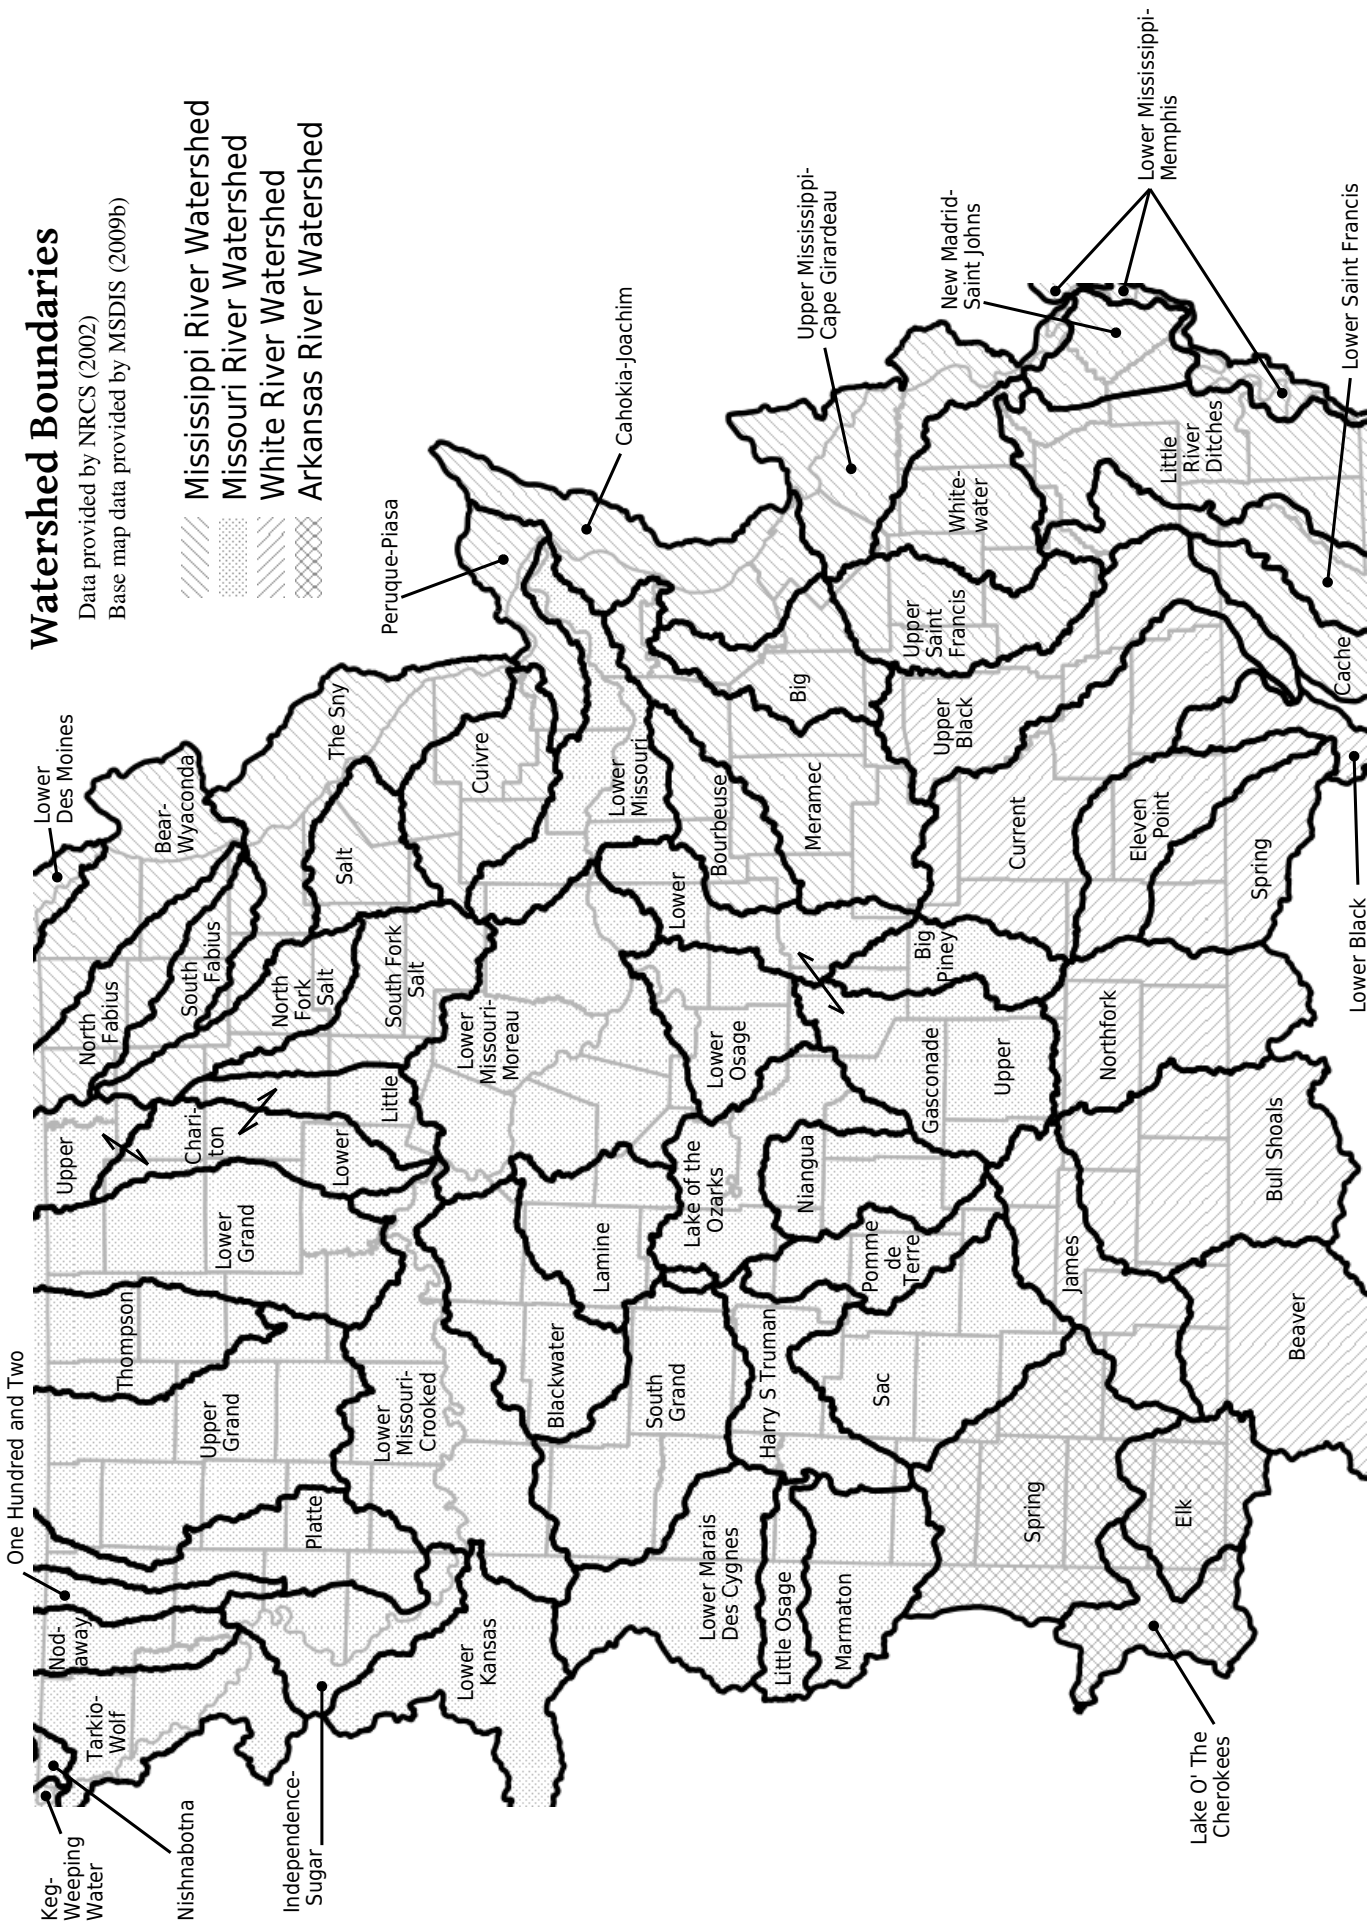 Watershed Boundaries
Data provided by NRCS (2002)
Base map data provided by MSDIS (2009b)
Mississippi River Watershed
Missouri River Watershed
White River Watershed
Arkansas River Watershed
Keg-
Weeping
Water
Nishnabotna
Tarkio-
Wolf
Nod-
away
One Hundred and Two
Independence-
Sugar
Platte
Upper
Grand
Thompson
Lower
Grand
Upper
Chari-
ton
Lower
Little
North
Fabius
South
Fabius
North
Fork
Salt
South Fork
Salt
Bear-
Wyaconda
Lower
Des Moines
The Sny
Salt
Cuivre
Peruque-Piasa
Cahokia-Joachim
Lower
Kansas
Lower
Missouri-
Crooked
Lower
Missouri-
Moreau
Lower
Missouri
Blackwater
Lamine
South
Grand
Lower Marais
Des Cygnes
Little Osage
Marmaton
Harry S Truman
Sac
Pomme
de
Terre
Niangua
Lake of the
Ozarks
Lower
Osage
Lower
Gasconade
Upper
Big
Piney
Bourbeuse
Meramec
Big
Upper
Saint
Francis
Upper
Black
Current
Eleven
Point
Spring
Northfork
Bull Shoals
James
Beaver
Spring
Elk
Lake O' The
Cherokees
White-
water
Upper Mississippi-
Cape Girardeau
New Madrid-
Saint Johns
Lower Mississippi-
Memphis
Little
River
Ditches
Lower Saint Francis
Cache
Lower Black